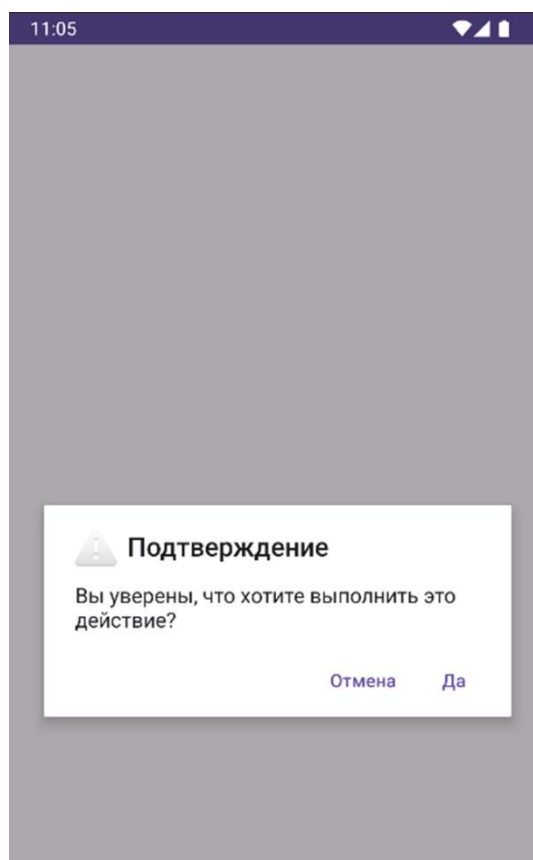 11:05
Подтверждение
Вы уверены, что хотите выполнить это
действие?
Отмена Да